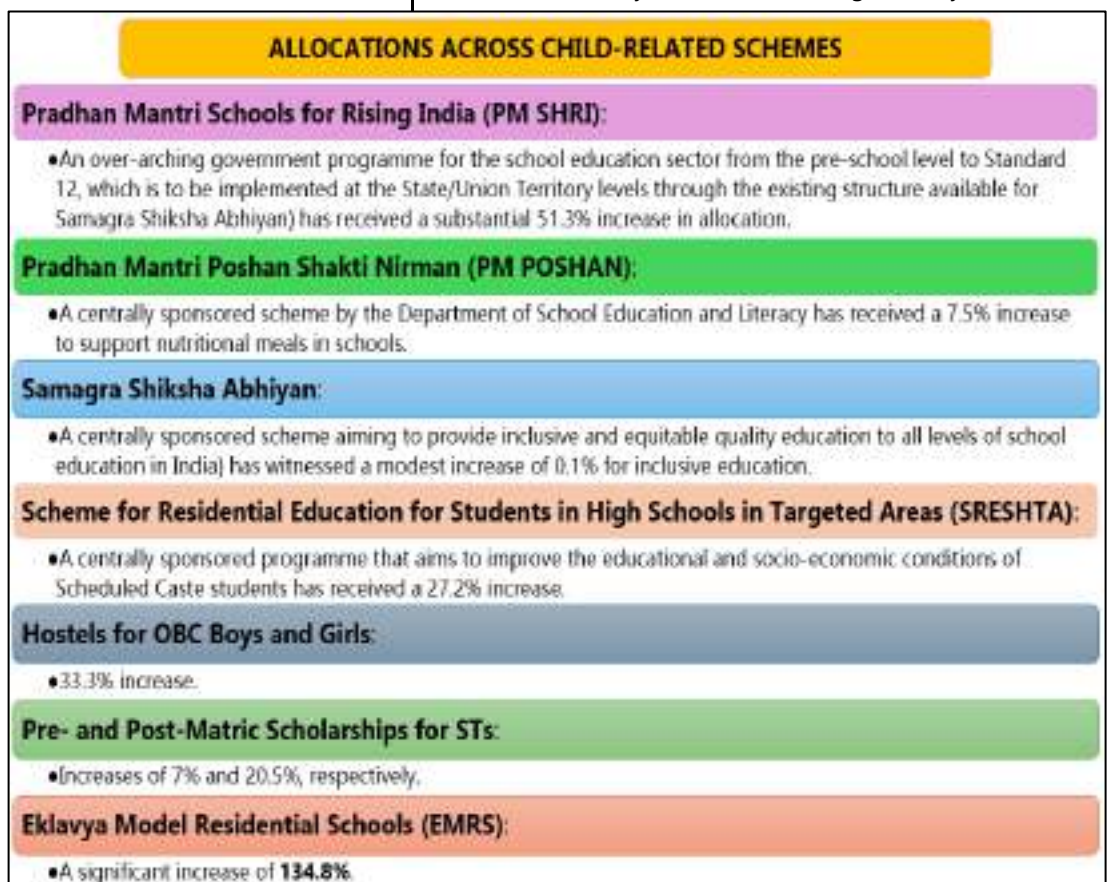 ALLOCATIONS ACROSS CHILD-RELATED SCHEMES
Pradhan Mantri Schools for Rising India (PM SHRI):
•An over-arching government programme for the school education sector from the pre-school level to Standard
12, which is to be implemented at the State/Union Territory levels through the existing structure available for
Samagra Shiksha Abhiyan) has received a substantial 51.3% increase in allocation.
Pradhan Mantri Poshan Shakti Nirman (PM POSHAN):
•A centrally sponsored scheme by the Department of School Education and Literacy has received a 7.5% increase
to support nutritional meals in schools.
Samagra Shiksha Abhiyan:
•A centrally sponsored scheme aiming to provide inclusive and equitable quality education to all levels of school
education in India) has witnessed a modest increase of 0.1% for inclusive education.
Scheme for Residential Education for Students in High Schools in Targeted Areas (SRESHTA):
•A centrally sponsored programme that aims to improve the educational and socio-economic conditions of
Scheduled Caste students has received a 27.2% increase.
Hostels for OBC Boys and Girls:
•33.3% increase.
Pre- and Post-Matric Scholarships for STs:
•Increases of 7% and 20.5%, respectively.
Eklavya Model Residential Schools (EMRS):
•A significant increase of 134.8%.